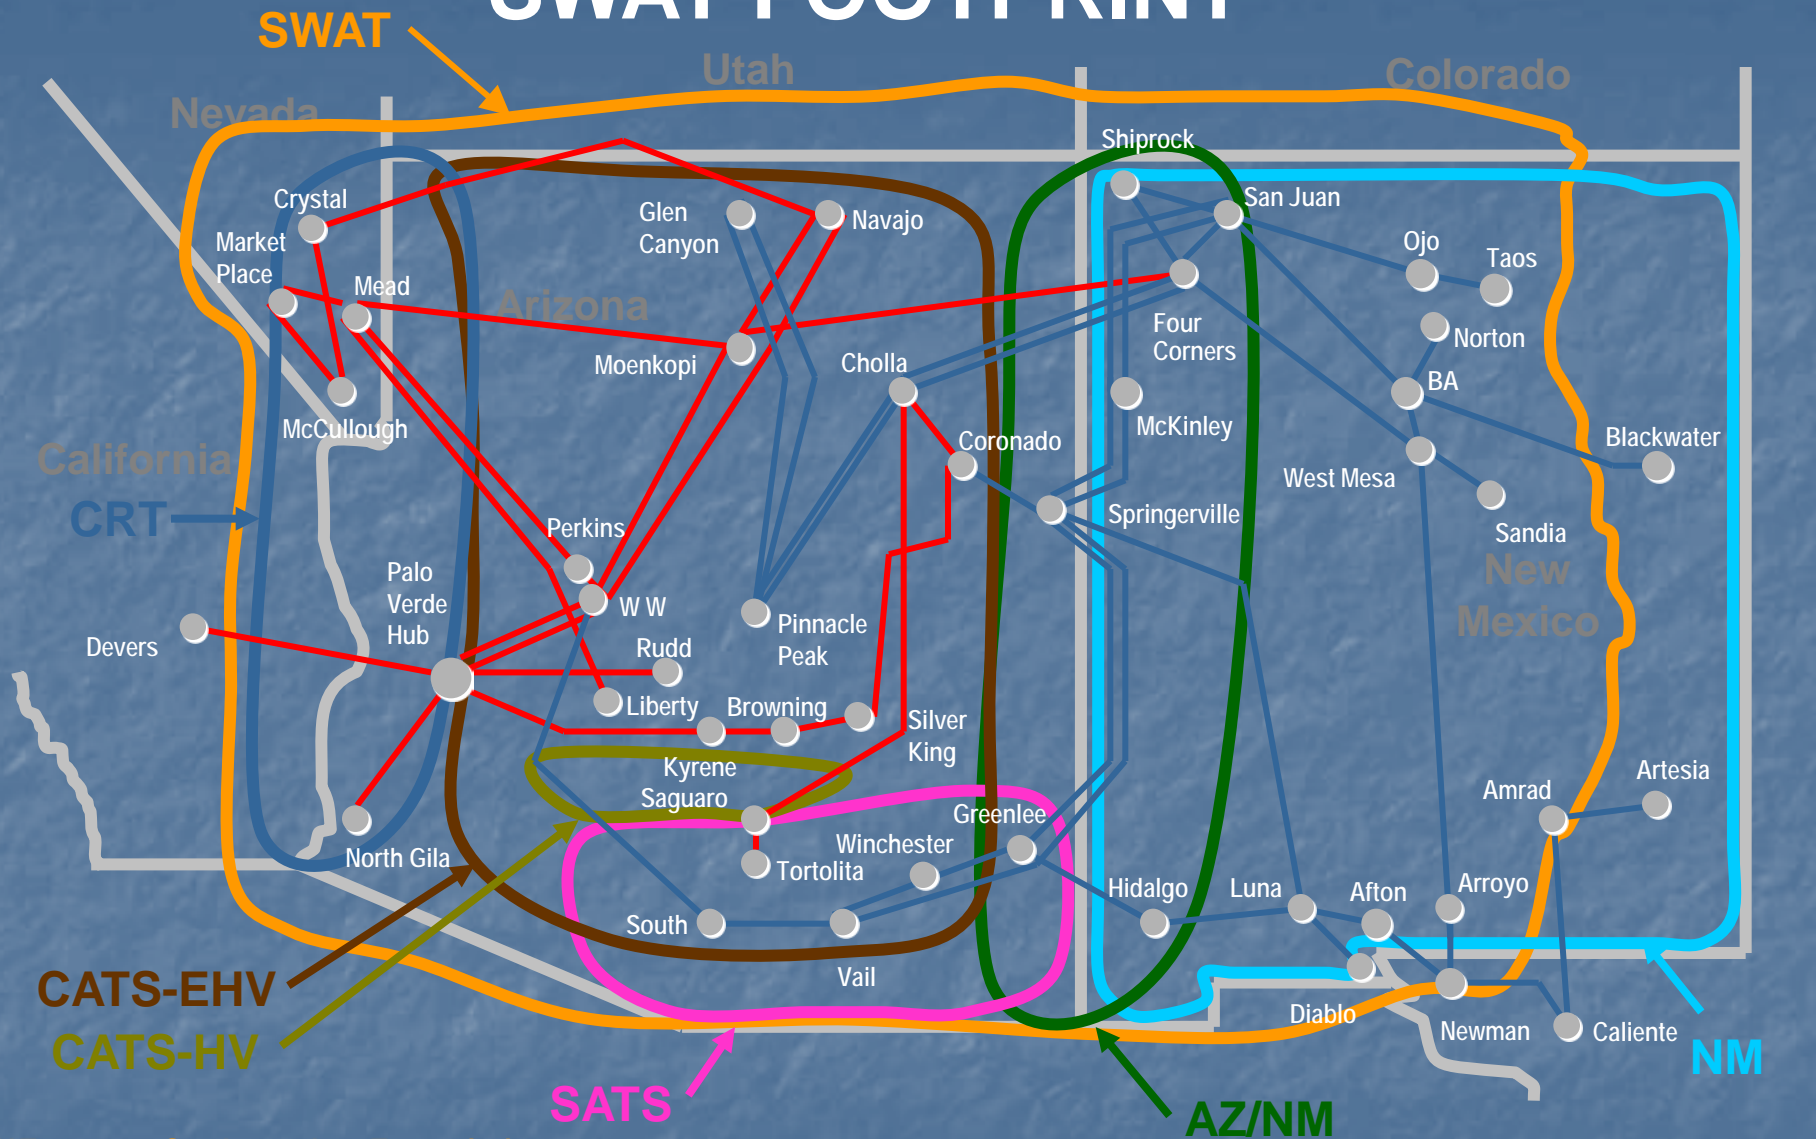 SWAT FOOTPRINT
SWAT
Utah
Colorado
Nevada
Shiprock
Crystal
Glen
Canyon
Navajo
San Juan
Market
Place
Ojo
Taos
Mead
Arizona
Four
Corners
Norton
Moenkopi
Cholla
BA
McCullough
McKinley
Coronado
Blackwater
California
West Mesa
CRT
Springerville
Perkins
Sandia
New
Mexico
Palo
Verde
Hub
W W
Pinnacle
Peak
Devers
Rudd
Liberty
Browning
Silver
King
Kyrene
Saguaro
Artesia
Amrad
Greenlee
Winchester
North Gila
Tortolita
Hidalgo
Luna
Afton
Arroyo
South
Vail
CATS-EHV
Diablo
Newman
Caliente
CATS-HV
NM
SATS
AZ/NM